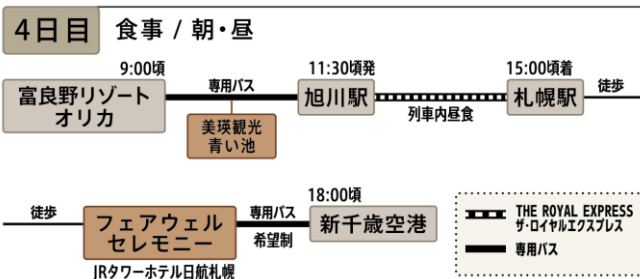 4日目 食事 / 朝・昼
9:00頃
富良野リゾート
オリカ
専用バス
美瑛観光
青い池
11:30頃発
旭川駅
列車内昼食
15:00頃着
札幌駅
徒歩
徒歩
フェアウェル
セレモニー
JRタワーホテル日航札幌
専用バス
希望制
18:00頃
新千歳空港
THE ROYAL EXPRESS
ザ・ロイヤルエクスプレス
専用バス